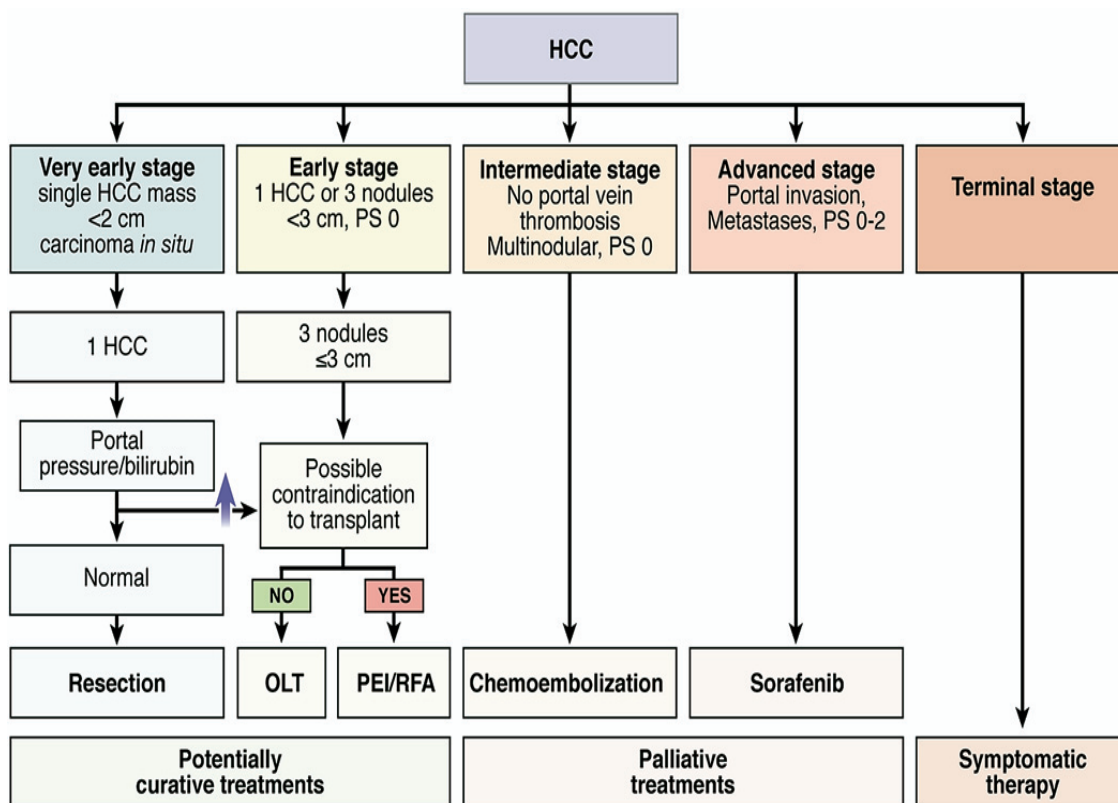 HCC
Very early stage
single HCC mass
<2 cm
carcinoma in situ
Early stage
1 HCC or 3 nodules
<3 cm, PS 0
Intermediate stage
No portal vein
thrombosis
Multinodular, PS 0
Advanced stage
Portal invasion,
Metastases, PS 0-2
Terminal stage
1 HCC
3 nodules
≤3 cm
Portal
pressure/bilirubin
Possible
contraindication
to transplant
Normal
NO
YES
Resection
OLT
PEI/RFA
Chemoembolization
Sorafenib
Potentially
curative treatments
Palliative
treatments
Symptomatic
therapy